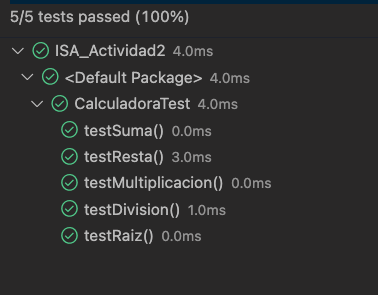 5/5 tests passed (100%)
ISA_Actividad2 4.0ms
<Default Package> 4.0ms
CalculadoraTest 4.0ms
testSuma() 0.0ms
testResta() 3.0ms
testMultiplicacion() 0.0ms
testDivision() 1.0ms
testRaiz() 0.0ms